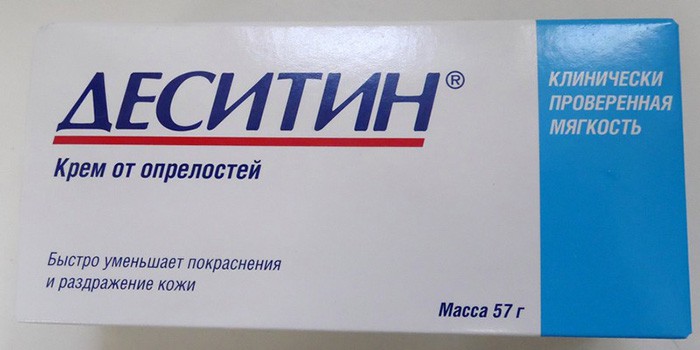 ДЕСИТИН®
Крем от опрелостей
Быстро уменьшает покраснения
и раздражение кожи
Масса 57 г
КЛИНИЧЕСКИ
ПРОВЕРЕННАЯ
МЯГКОСТЬ